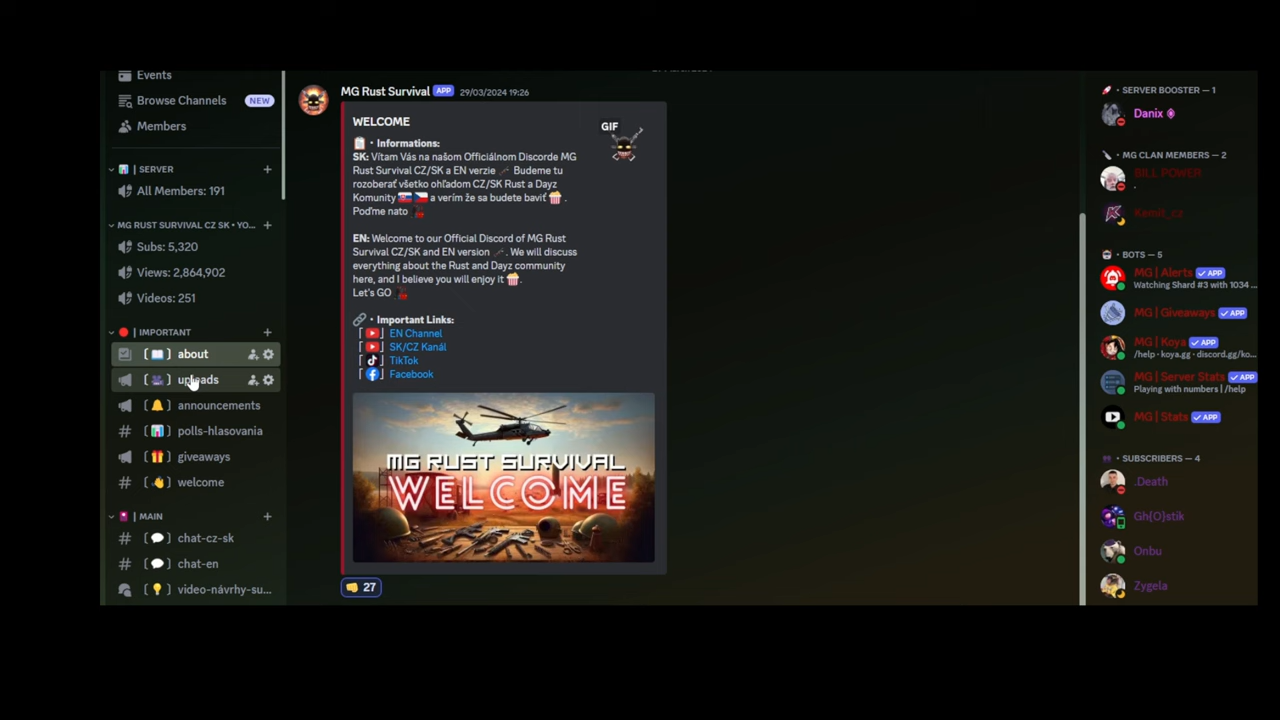 Events
Browse Channels NEW
Members
| SERVER
All Members: 191
MG RUST SURVIVAL CZ SK • YO...
Subs: 5,320
Views: 2,864,902
Videos: 251
| IMPORTANT
about
uploads
announcements
polls-hlasovania
giveaways
welcome
| MAIN
chat-cz-sk
chat-en
video-návrhy-su...
MG Rust Survival APP 29/03/2024 19:26
WELCOME
GIF
• Informations:
SK: Vítam Vás na našom Officiálnom Discorde MG
Rust Survival CZ/SK a EN verzie. Budeme tu
rozoberať všetko ohľadom CZ/SK Rust a Dayz
Komunity a verím že sa budete baviť .
Poďme nato
EN: Welcome to our Official Discord of MG Rust
Survival CZ/SK and EN version . We will discuss
everything about the Rust and Dayz community
here, and I believe you will enjoy it .
Let's GO
• Important Links:
EN Channel
SK/CZ Kanál
TikTok
Facebook
MG RUST SURVIVAL
WELCOME
27
• SERVER BOOSTER — 1
Danix
• MG CLAN MEMBERS — 2
BILL POWER
.
Kemit_cz
• BOTS — 5
MG | Alerts APP
Watching Shard #3 with 1034 ...
MG | Giveaways APP
MG | Koya APP
/help • koya.gg • discord.gg/ko...
MG | Server Stats APP
Playing with numbers | /help
MG | Stats APP
• SUBSCRIBERS — 4
.Death
Gh{O}stik
Onbu
Zygela